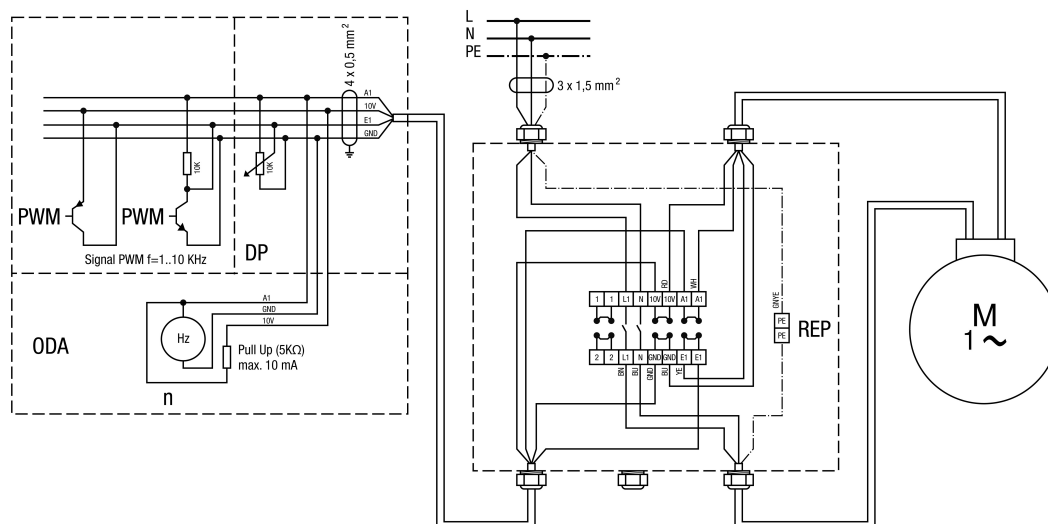 L
N
PE
3 x 1,5 mm²
4 x 0,5 mm²
A1
10V
E1
GND
10K
10K
PWM
PWM
DP
Signal PWM f=1..10 KHz
A1
GND
10V
ODA
Hz
Pull Up (5KΩ)
max. 10 mA
n
RD
WH
GNYE
1 1 L1 N 10V 10V A1 A1
2 2 L1 N GND GND E1 E1
BN
BU
GND
BU
YE
PE
PE
REP
M
1~